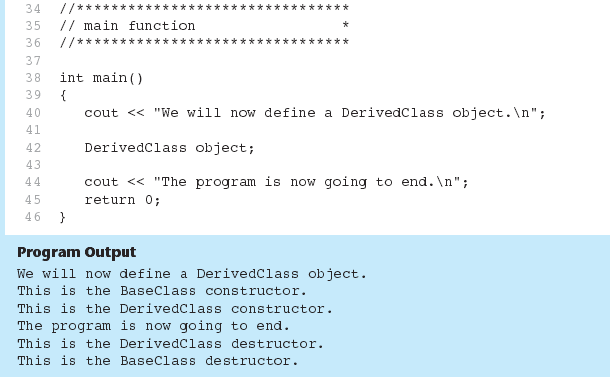 34 //********************************
35 // main function *
36 //********************************
37
38 int main()
39 {
40 cout << "We will now define a DerivedClass object.\n";
41
42 DerivedClass object;
43
44 cout << "The program is now going to end.\n";
45 return 0;
46 }
Program Output
We will now define a DerivedClass object.
This is the BaseClass constructor.
This is the DerivedClass constructor.
The program is now going to end.
This is the DerivedClass destructor.
This is the BaseClass destructor.